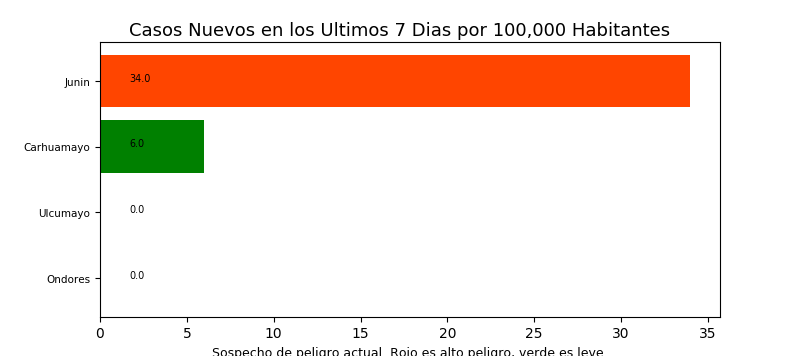 Casos Nuevos en los Ultimos 7 Dias por 100,000 Habitantes
Junin
34.0
Carhuamayo
6.0
Ulcumayo
0.0
Ondores
0.0
0 5 10 15 20 25 30 35
Sospecho de peligro actual. Rojo es alto peligro, verde es leve